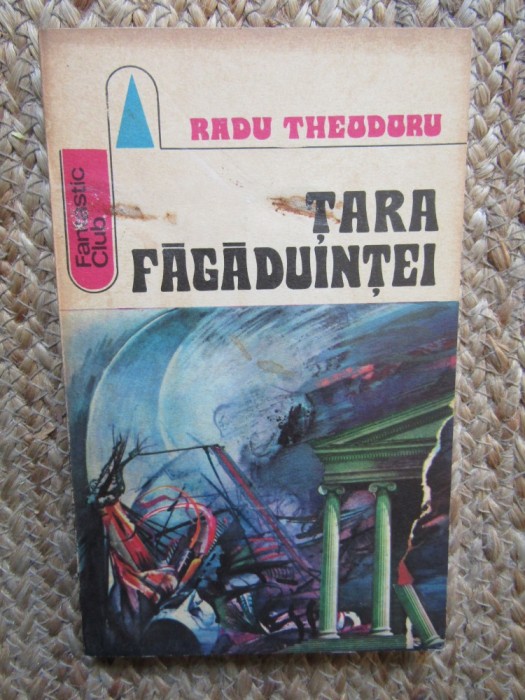 RADU THEODORU
ȚARA
FĂGĂDUINȚEI
Fantastic
Club